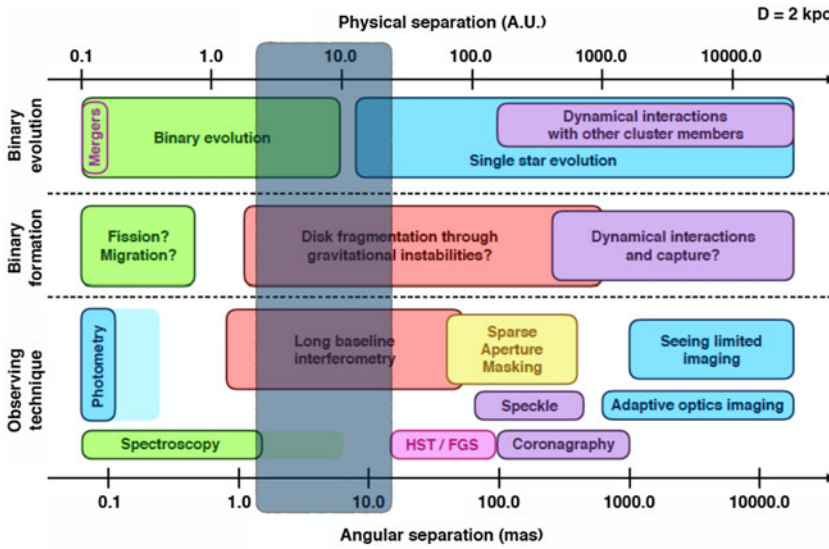 Physical separation (A.U.)
D = 2 kpc
0.1 1.0 10.0 100.0 1000.0 10000.0
Binary
evolution
Mergers
Binary evolution
Dynamical interactions
with other cluster members
Single star evolution
Binary
formation
Fission?
Migration?
Disk fragmentation through
gravitational instabilities?
Dynamical interactions
and capture?
Observing
technique
Photometry
Long baseline
interferometry
Sparse
Aperture
Masking
Seeing limited
imaging
Speckle
Adaptive optics imaging
Spectroscopy
HST / FGS
Coronagraphy
0.1 1.0 10.0 100.0 1000.0 10000.0
Angular separation (mas)